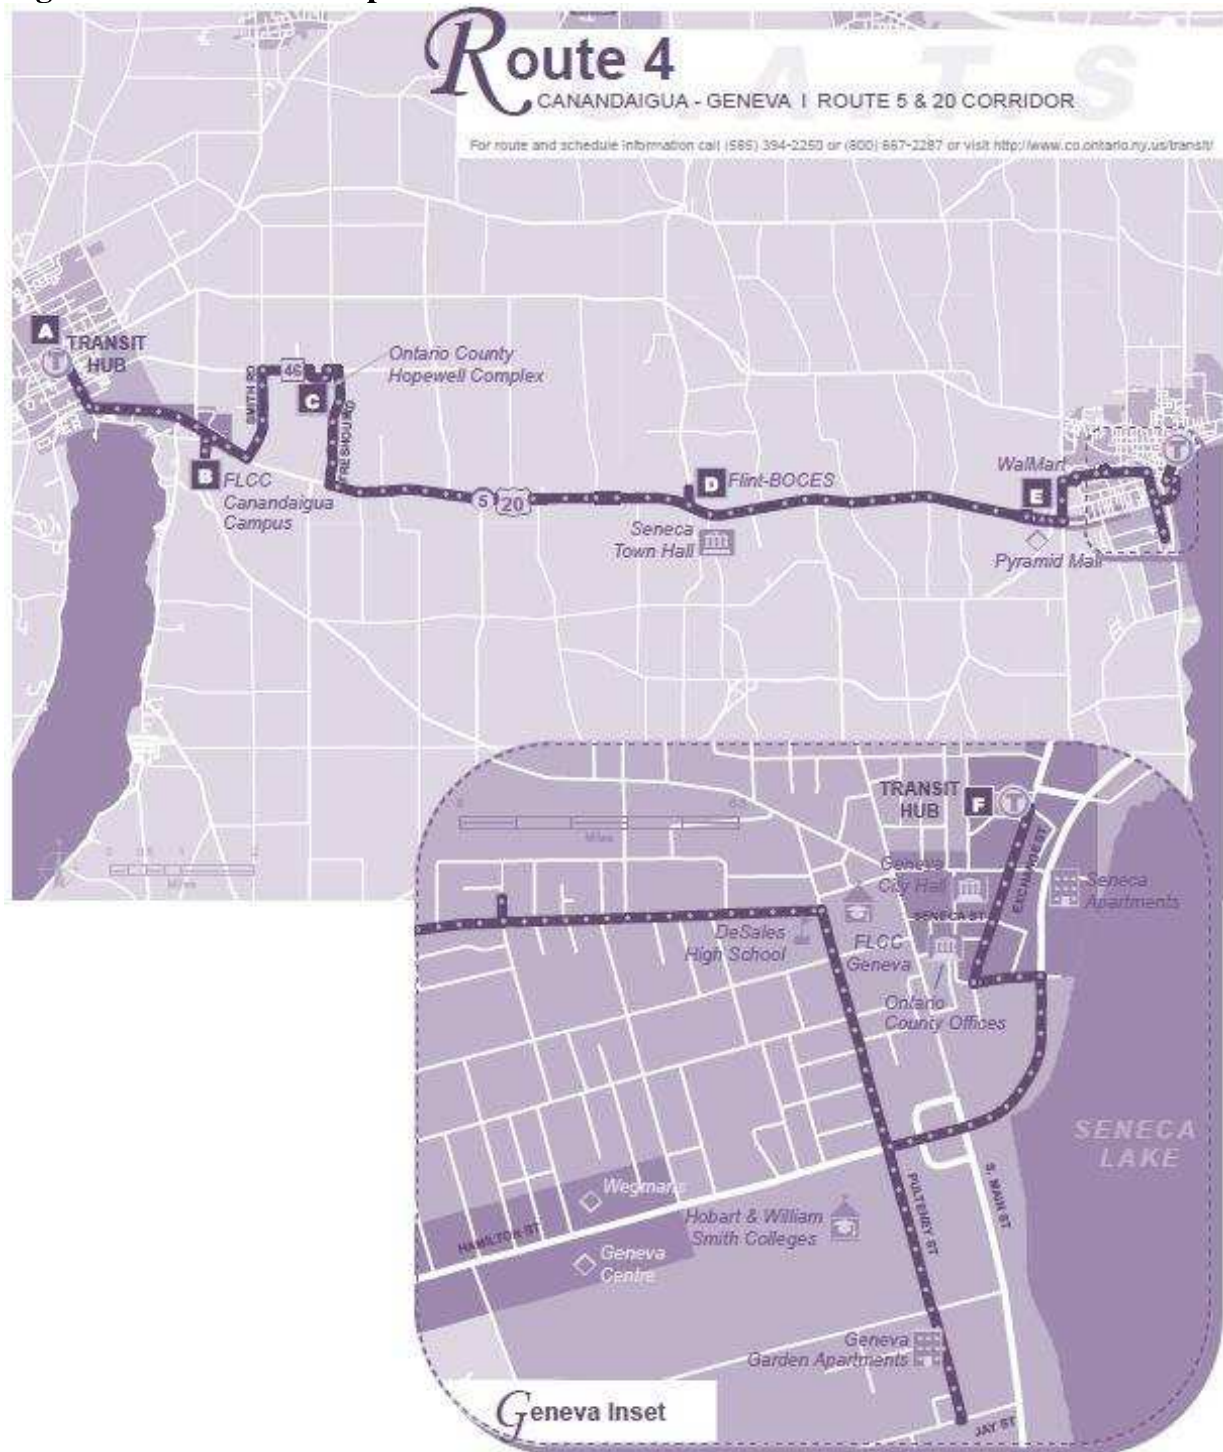 Route 4
C.A.T.S
CANANDAIGUA - GENEVA | ROUTE 5 & 20 CORRIDOR
For route and schedule information call (585) 394-2250 or (800) 667-2287 or visit http://www.co.ontario.ny.us/transit/
A
T
TRANSIT
HUB
SMITH RD
46
C
Ontario County
Hopewell Complex
B
FLCC
Canandaigua
Campus
5
20
D
Flint-BOCES
Seneca
Town Hall
WalMart
E
Pyramid Mall
T
Miles
TRANSIT
HUB
F
T
Miles
Geneva
City Hall
SENECA ST
EXCHANGE ST
Seneca
Apartments
DeSales
High School
FLCC
Geneva
Ontario
County Offices
SENECA
LAKE
Wegmans
HAMILTON ST
Geneva
Centre
Hobart & William
Smith Colleges
PULTENRY ST
S. MAIN ST
Geneva
Garden Apartments
JAY ST
Geneva Inset